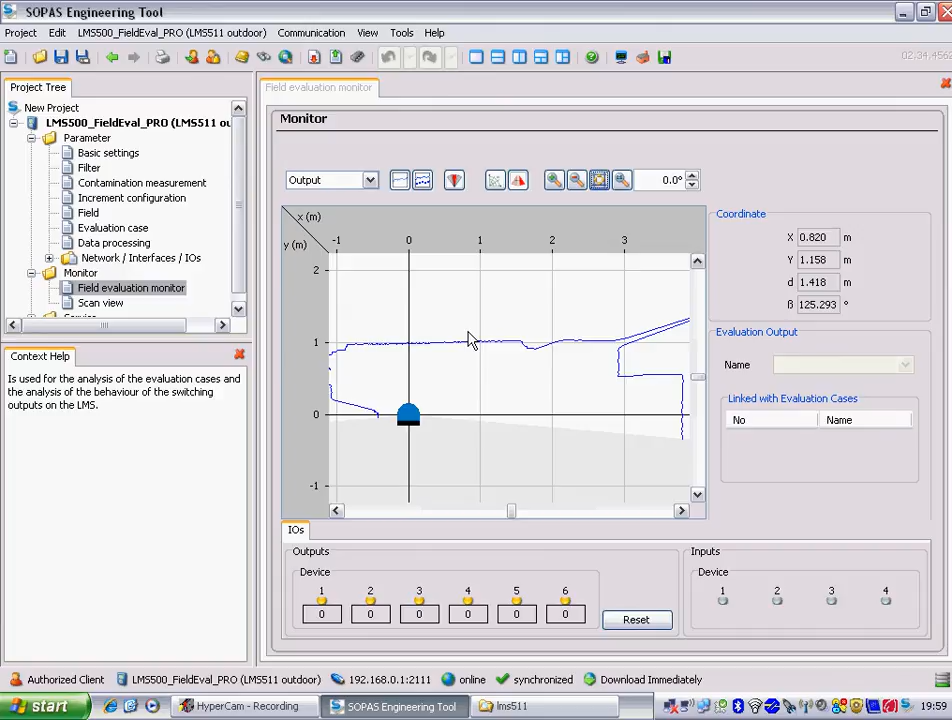 SOPAS Engineering Tool
Project Edit LMS500_FieldEval_PRO (LMS511 outdoor) Communication View Tools Help
Project Tree
New Project
LMS500_FieldEval_PRO (LMS511 ou
Parameter
Basic settings
Filter
Contamination measurement
Increment configuration
Field
Evaluation case
Data processing
Network / Interfaces / IOs
Monitor
Field evaluation monitor
Scan view
Context Help
Is used for the analysis of the evaluation cases and
the analysis of the behaviour of the switching
outputs on the LMS.
Field evaluation monitor
Monitor
Output 0.0°
x (m)
y (m)
-1 0 1 2 3
2
1
0
-1
Coordinate
X 0.820 m
Y 1.158 m
d 1.418 m
ß 125.293 °
Evaluation Output
Name
Linked with Evaluation Cases
No Name
IOs
Outputs
Device
1 2 3 4 5 6
0 0 0 0 0 0
Reset
Inputs
Device
1 2 3 4
Authorized Client LMS500_FieldEval_PRO (LMS511 outdoor) 192.168.0.1:2111 online synchronized Download Immediately
start HyperCam - Recording SOPAS Engineering Tool lms511 19:59